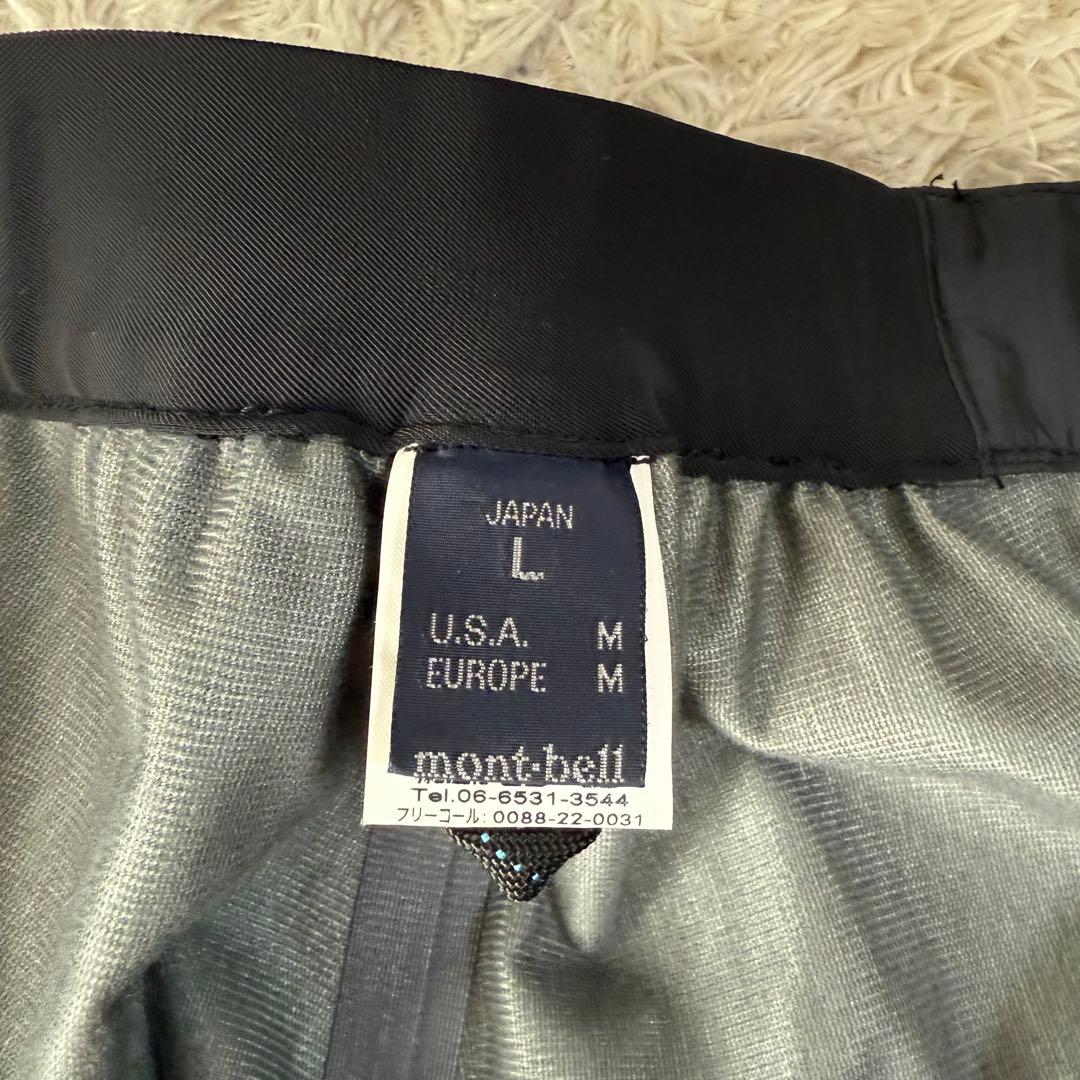 JAPAN
L
U.S.A. M
EUROPE M
mont-bell
Tel.06-6531-3544
フリーコール: 0088-22-0031